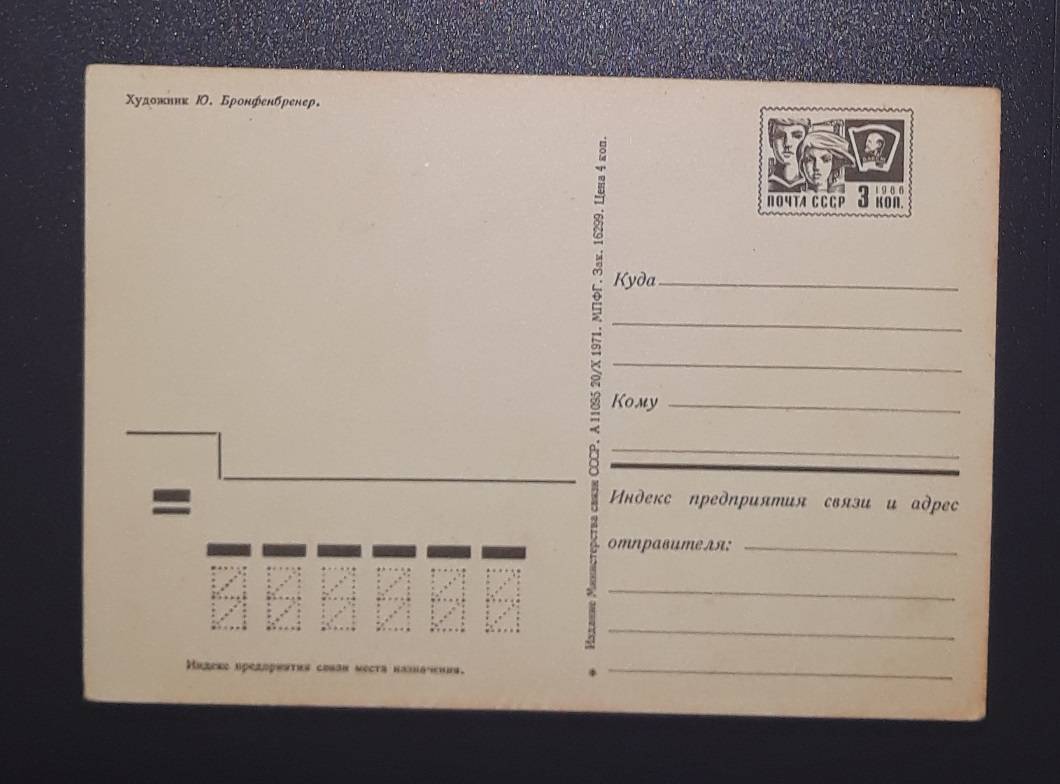 Художник Ю. Бронфенбренер.
ПОЧТА СССР 3 1966 КОП.
Издание Министерства связи СССР. А 11095 20/X 1971. МПФГ. Зак. 16299. Цена 4 коп.
Куда
Кому
Индекс предприятия связи и адрес
отправителя:
Индекс предприятия связи места назначения.